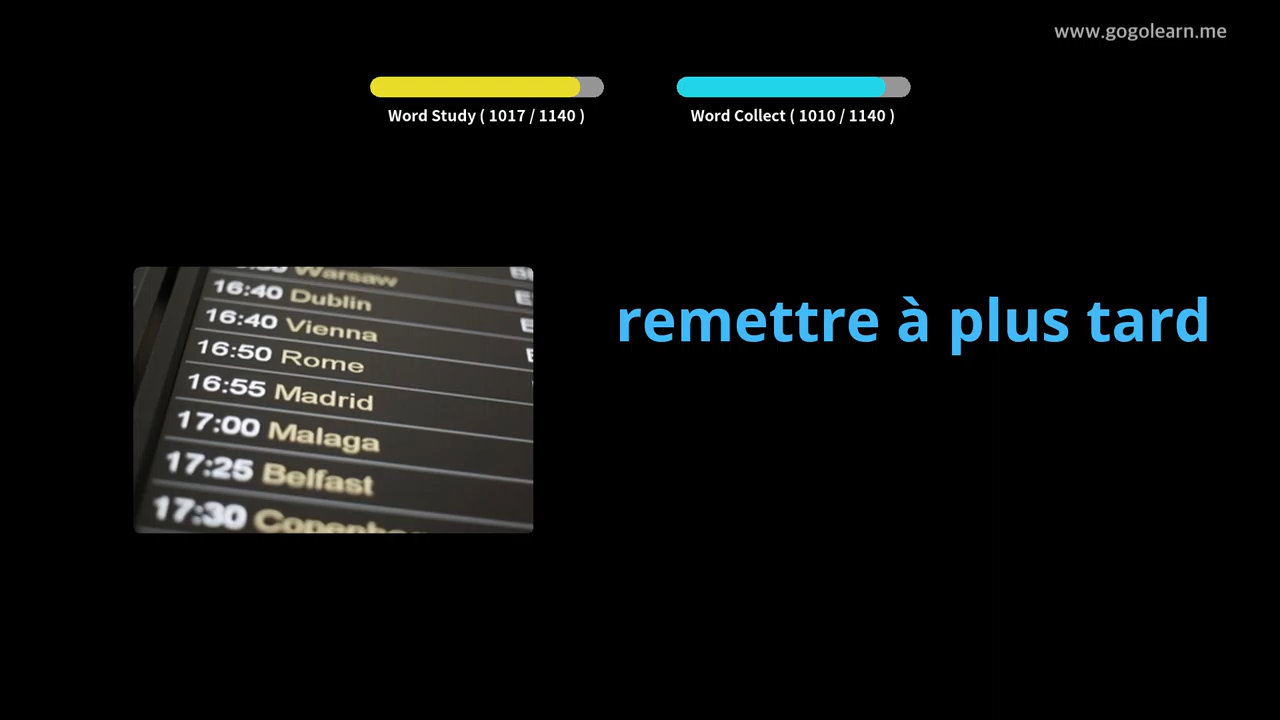 www.gogolearn.me
Word Study ( 1017 / 1140 )
Word Collect ( 1010 / 1140 )
remettre à plus tard
Warsaw
16:40 Dublin
16:40 Vienna
16:50 Rome
16:55 Madrid
17:00 Malaga
17:25 Belfast
17:30